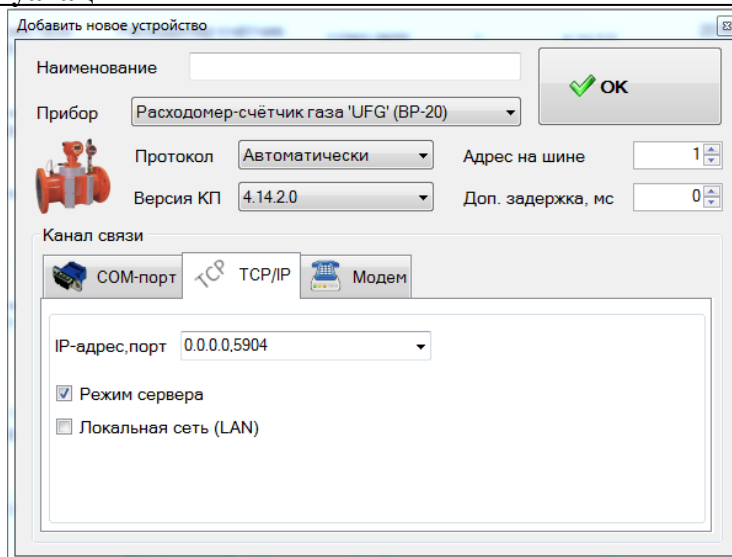 Добавить новое устройство
Наименование
OK
Прибор Расходомер-счётчик газа 'UFG' (ВР-20)
Протокол Автоматически Адрес на шине 1
Версия КП 4.14.2.0 Доп. задержка, мс 0
Канал связи
COM-порт TCP TCP/IP Модем
IP-адрес,порт 0.0.0.0,5904
Режим сервера
Локальная сеть (LAN)